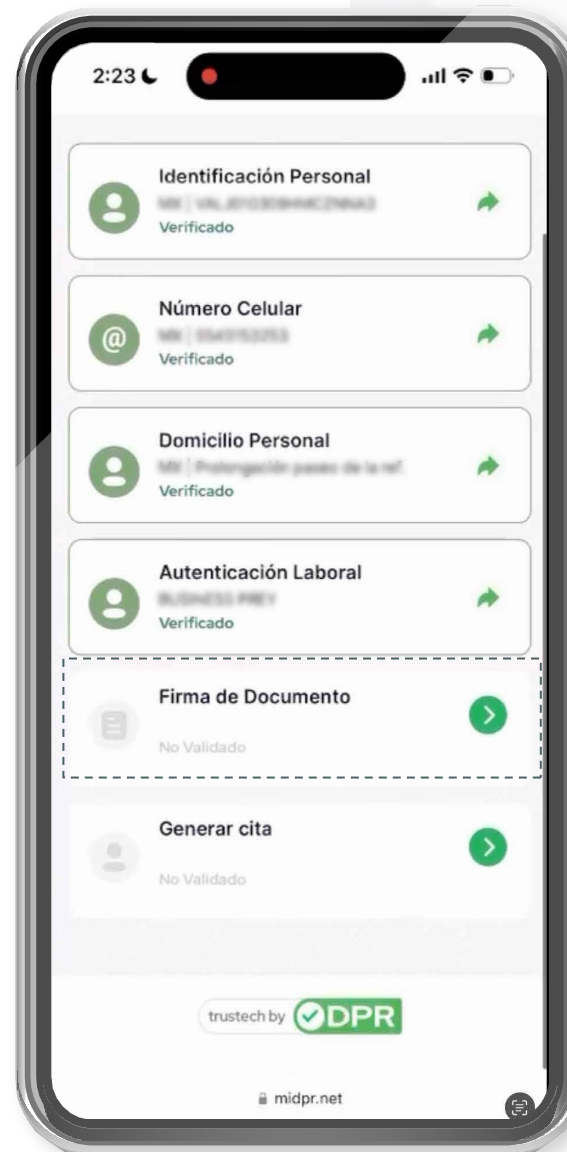 2:23
Identificación Personal
Verificado
@
Número Celular
Verificado
Domicilio Personal
Verificado
Autenticación Laboral
Verificado
Firma de Documento
No Validado
Generar cita
No Validado
trustech by DPR
midpr.net